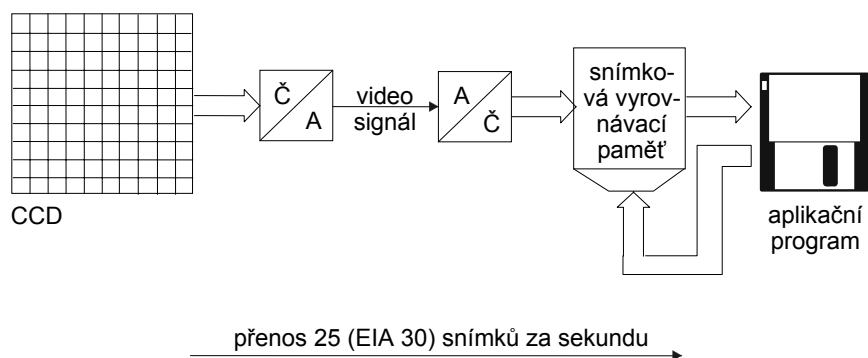 CCD
Č
A
video
signál
A
Č
snímko-
vá vyrov-
návací
paměť
aplikační
program
přenos 25 (EIA 30) snímků za sekundu